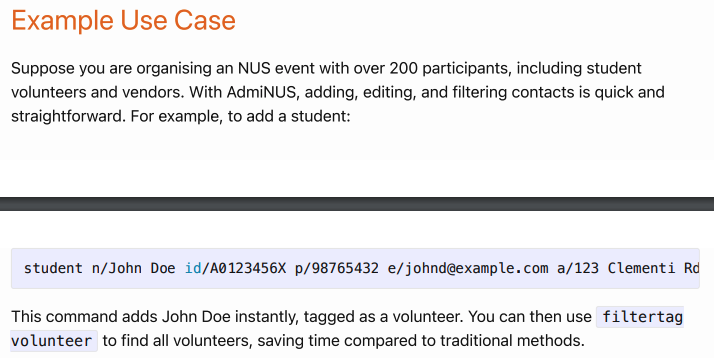 Example Use Case
Suppose you are organising an NUS event with over 200 participants, including student
volunteers and vendors. With AdmiNUS, adding, editing, and filtering contacts is quick and
straightforward. For example, to add a student:
student n/John Doe id/A0123456X p/98765432 e/johnd@example.com a/123 Clementi Rd
This command adds John Doe instantly, tagged as a volunteer. You can then use filtertag
volunteer to find all volunteers, saving time compared to traditional methods.